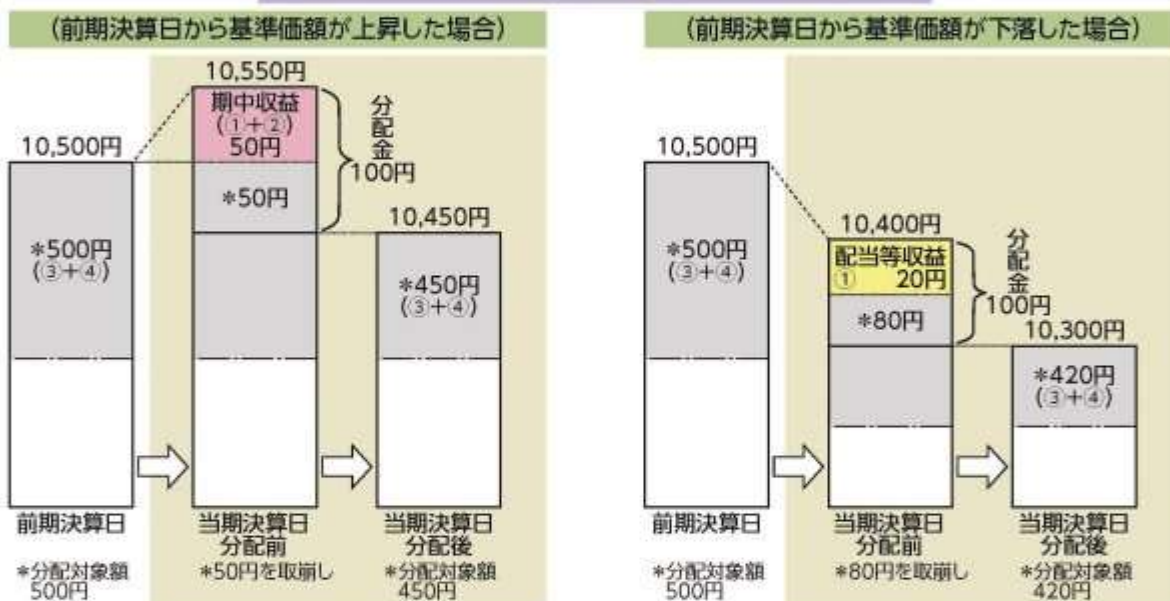 (前期決算日から基準価額が上昇した場合)
10,550円
期中収益
(①+②)
50円
分配金
100円
10,500円
*50円
10,450円
*500円
(③+④)
*450円
(③+④)
前期決算日
当期決算日
分配前
当期決算日
分配後
*分配対象額
500円
*50円を取崩し
*分配対象額
450円
(前期決算日から基準価額が下落した場合)
10,500円
10,400円
*500円
(③+④)
配当等収益
① 20円
分配金
100円
*80円
10,300円
*420円
(③+④)
前期決算日
当期決算日
分配前
当期決算日
分配後
*分配対象額
500円
*80円を取崩し
*分配対象額
420円